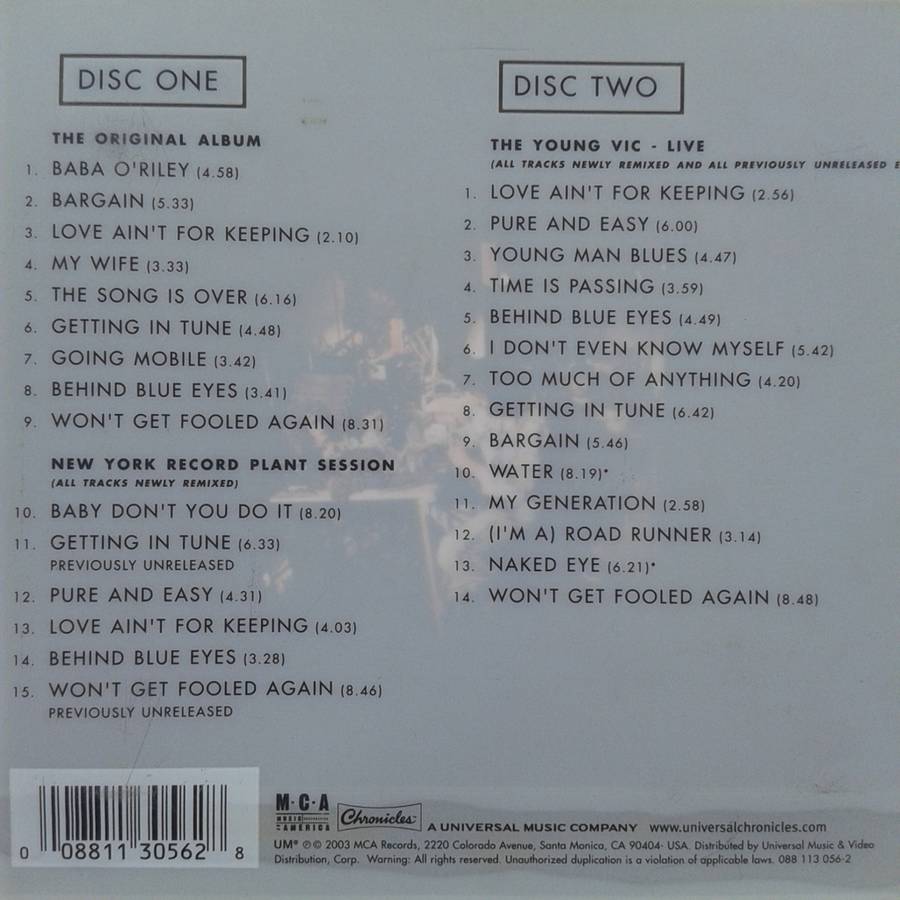 DISC ONE
THE ORIGINAL ALBUM
1. BABA O'RILEY (4.58)
2. BARGAIN (5.33)
3. LOVE AIN'T FOR KEEPING (2.10)
4. MY WIFE (3.33)
5. THE SONG IS OVER (6.16)
6. GETTING IN TUNE (4.48)
7. GOING MOBILE (3.42)
8. BEHIND BLUE EYES (3.41)
9. WON'T GET FOOLED AGAIN (8.31)
NEW YORK RECORD PLANT SESSION
(ALL TRACKS NEWLY REMIXED)
10. BABY DON'T YOU DO IT (8.20)
11. GETTING IN TUNE (6.33)
PREVIOUSLY UNRELEASED
12. PURE AND EASY (4.31)
13. LOVE AIN'T FOR KEEPING (4.03)
14. BEHIND BLUE EYES (3.28)
15. WON'T GET FOOLED AGAIN (8.46)
PREVIOUSLY UNRELEASED
DISC TWO
THE YOUNG VIC - LIVE
(ALL TRACKS NEWLY REMIXED AND ALL PREVIOUSLY UNRELEASED E
1. LOVE AIN'T FOR KEEPING (2.56)
2. PURE AND EASY (6.00)
3. YOUNG MAN BLUES (4.47)
4. TIME IS PASSING (3.59)
5. BEHIND BLUE EYES (4.49)
6. I DON'T EVEN KNOW MYSELF (5.42)
7. TOO MUCH OF ANYTHING (4.20)
8. GETTING IN TUNE (6.42)
9. BARGAIN (5.46)
10. WATER (8.19)*
11. MY GENERATION (2.58)
12. (I'M A) ROAD RUNNER (3.14)
13. NAKED EYE (6.21)*
14. WON'T GET FOOLED AGAIN (8.48)
0 08811 30562 8
M·C·A
MUSIC
AMERICA
Chronicles
A UNIVERSAL MUSIC COMPANY www.universalchronicles.com
UM® ℗© 2003 MCA Records, 2220 Colorado Avenue, Santa Monica, CA 90404- USA. Distributed by Universal Music & Video
Distribution, Corp. Warning: All rights reserved. Unauthorized duplication is a violation of applicable laws. 088 113 056-2